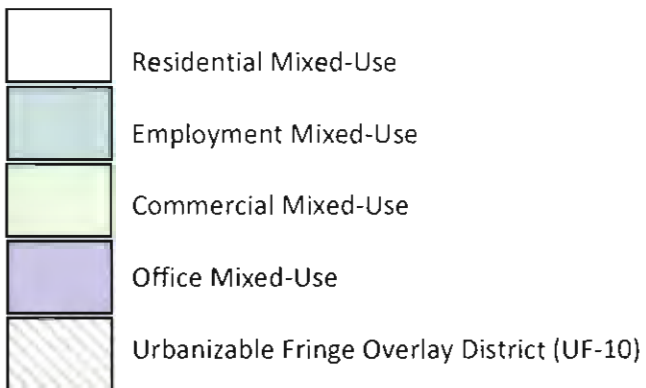 Residential Mixed-Use
Employment Mixed-Use
Commercial Mixed-Use
Office Mixed-Use
Urbanizable Fringe Overlay District (UF-10)